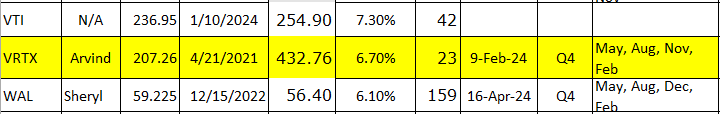 Nov
VTI N/A 236.95 1/10/2024 254.90 7.30% 42
VRTX Arvind 207.26 4/21/2021 432.76 6.70% 23 9-Feb-24 Q4 May, Aug, Nov,
Feb
WAL Sheryl 59.225 12/15/2022 56.40 6.10% 159 16-Apr-24 Q4 May, Aug, Dec,
Feb